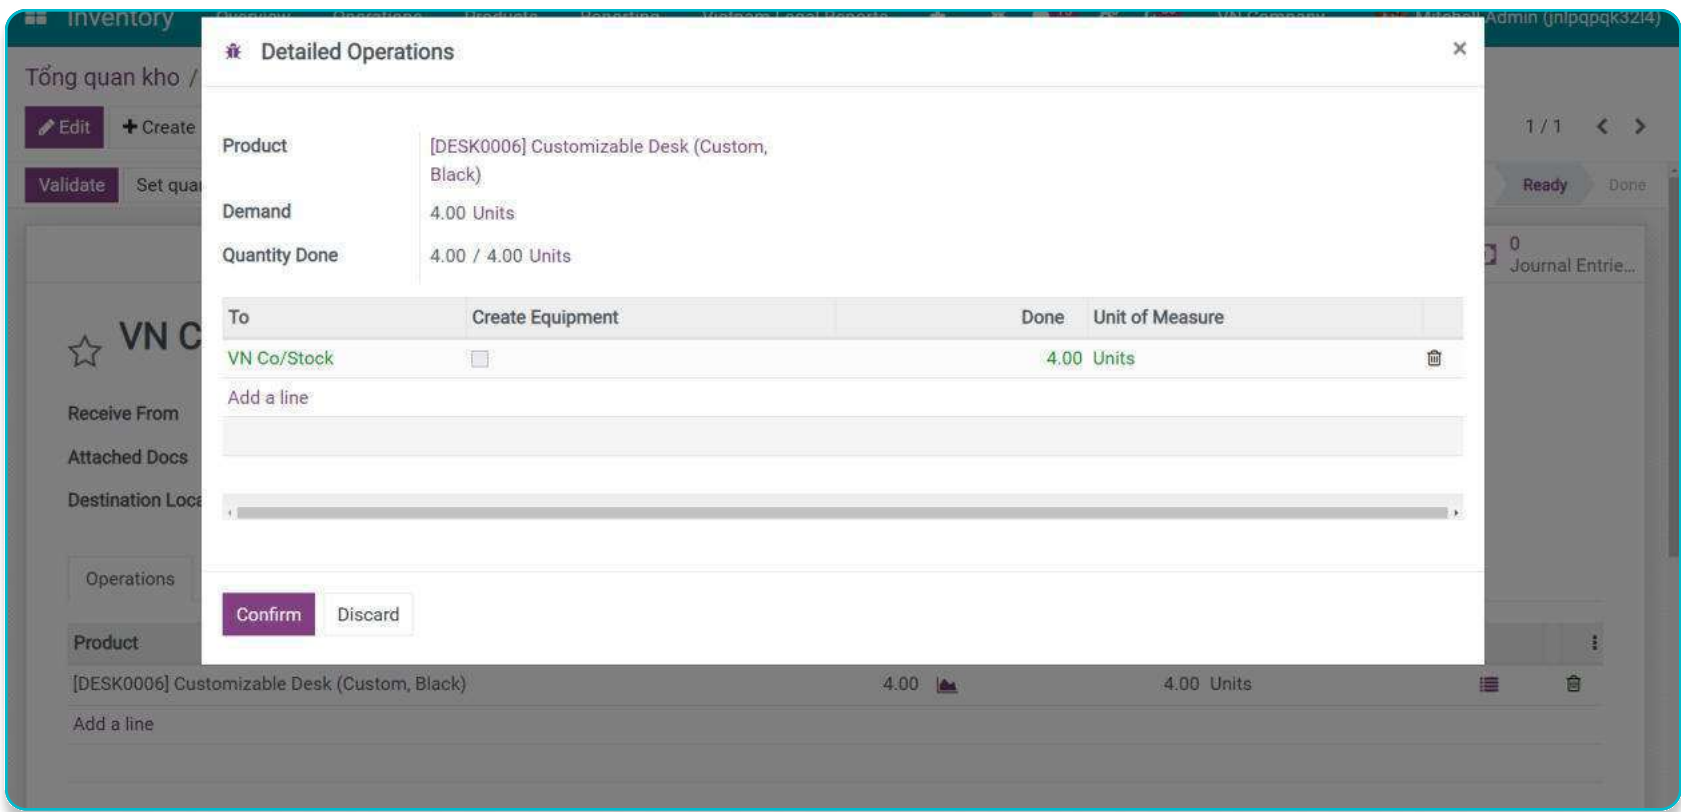 Inventory
Admin (jnlpqpqk32l4)
Detailed Operations
×
Tổng quan kho /
Edit
Create
1 / 1
Product
[DESK0006] Customizable Desk (Custom,
Black)
Validate
Set quan
Ready
Done
Demand
4.00 Units
Quantity Done
4.00 / 4.00 Units
0
Journal Entrie...
To
Create Equipment
Done
Unit of Measure
VN C
VN Co/Stock
4.00 Units
Add a line
Receive From
Attached Docs
Destination Loca
Operations
Confirm
Discard
Product
[DESK0006] Customizable Desk (Custom, Black)
4.00
4.00 Units
Add a line